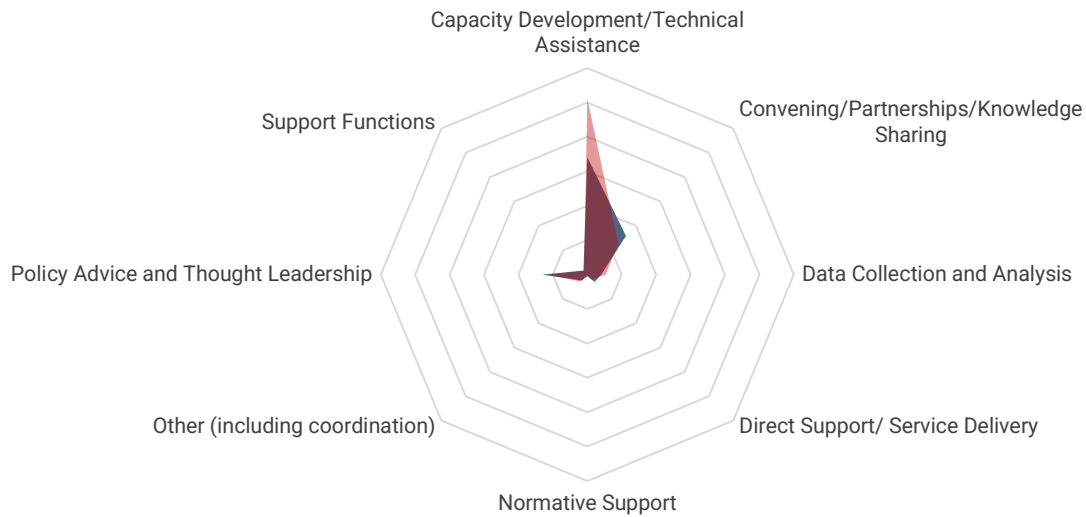 Capacity Development/Technical
Assistance
Convening/Partnerships/Knowledge
Sharing
Support Functions
Policy Advice and Thought Leadership
Data Collection and Analysis
Other (including coordination)
Direct Support/ Service Delivery
Normative Support